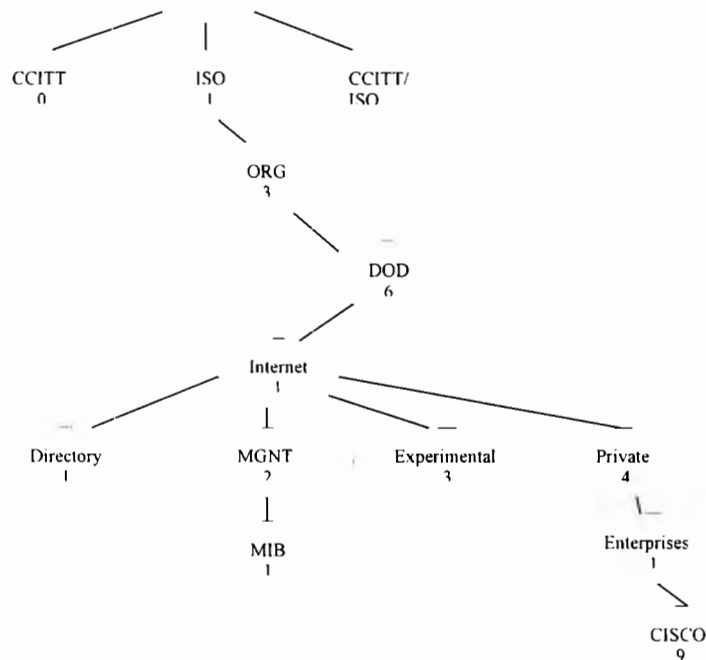 CCITT ISO CCITT/
0 1 ISO
ORG
3
DOD
6
Internet
1
Directory MGNT Experimental Private
1 2 3 4
MIB Enterprises
1 1
CISCO
9